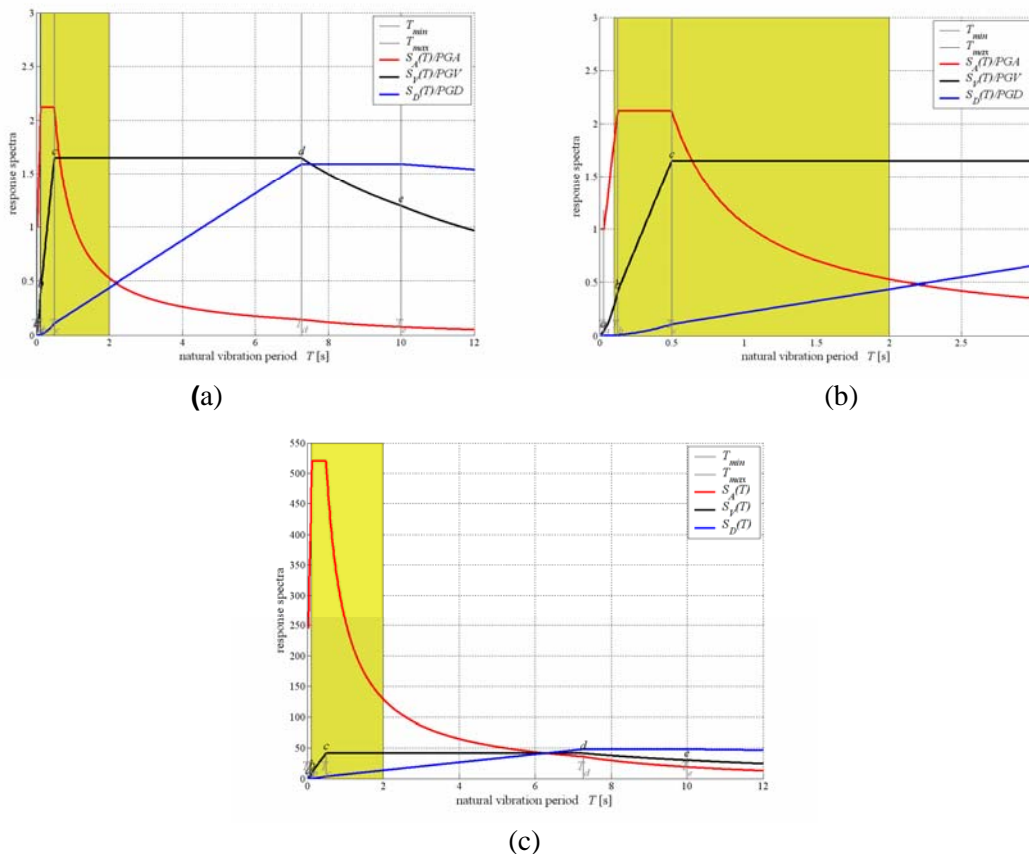 3
2.5
2
1.5
1
0.5
0
response spectra
T_min
T_max
S_A(T)/PGA
S_V(T)/PGV
S_D(T)/PGD
c
d
e
T_d
T_e
0 2 4 6 8 10 12
natural vibration period T [s]
(a)
3
2.5
2
1.5
1
0.5
0
response spectra
T_min
T_max
S_A(T)/PGA
S_V(T)/PGV
S_D(T)/PGD
c
b
0 0.5 1 1.5 2 2.5
natural vibration period T [s]
(b)
550
500
450
400
350
300
250
200
150
100
50
0
response spectra
T_min
T_max
S_A(T)
S_V(T)
S_D(T)
c
d
e
T_d
0 2 4 6 8 10 12
natural vibration period T [s]
(c)